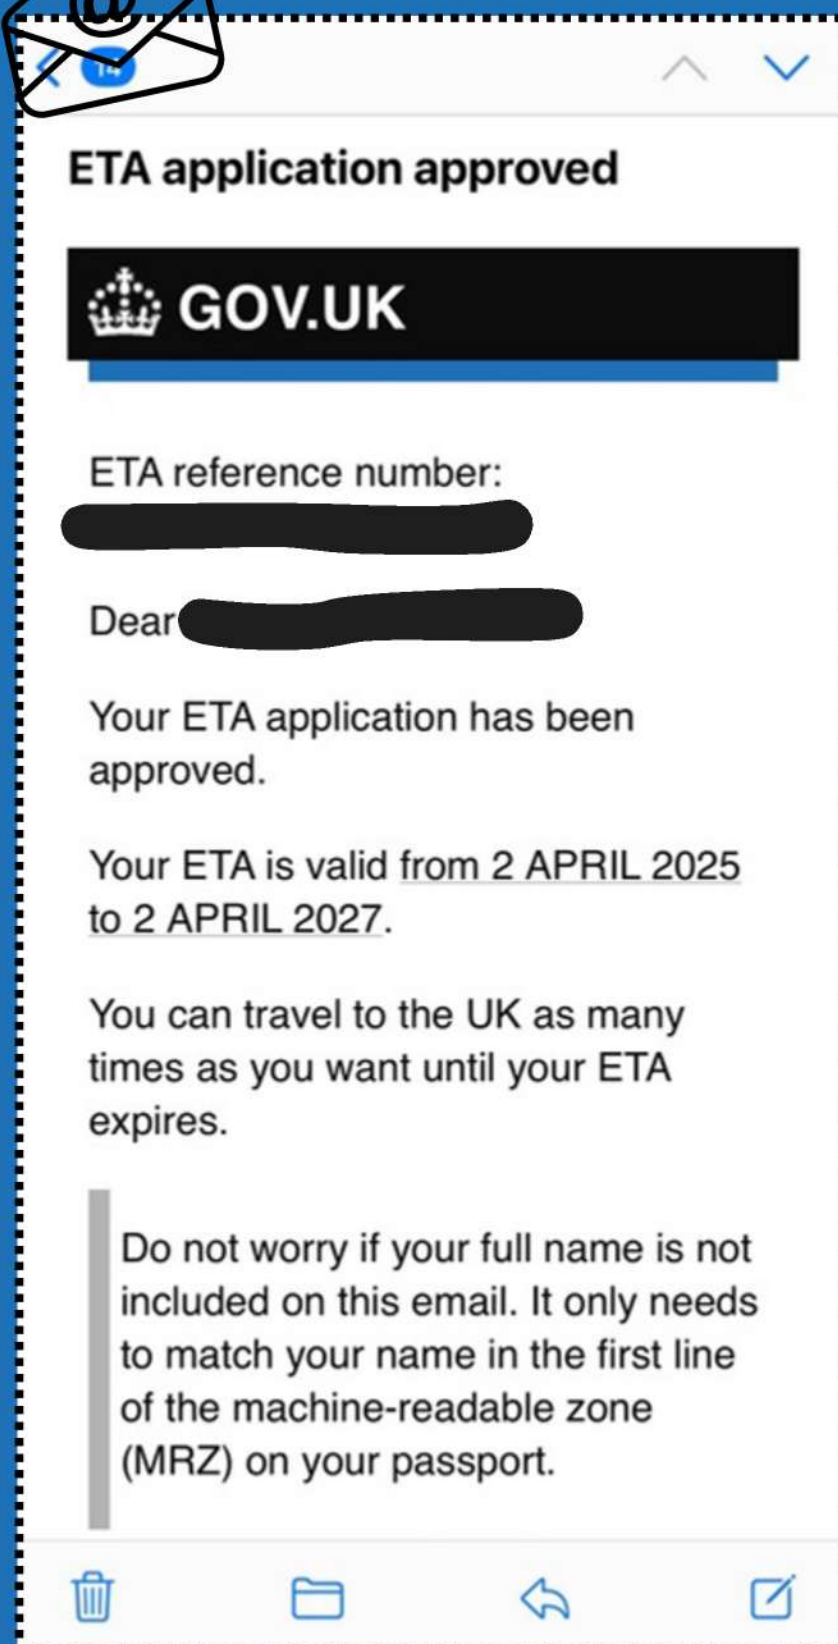 @
14
ETA application approved
GOV.UK
ETA reference number:
Dear
Your ETA application has been
approved.
Your ETA is valid from 2 APRIL 2025
to 2 APRIL 2027.
You can travel to the UK as many
times as you want until your ETA
expires.
Do not worry if your full name is not
included on this email. It only needs
to match your name in the first line
of the machine-readable zone
(MRZ) on your passport.